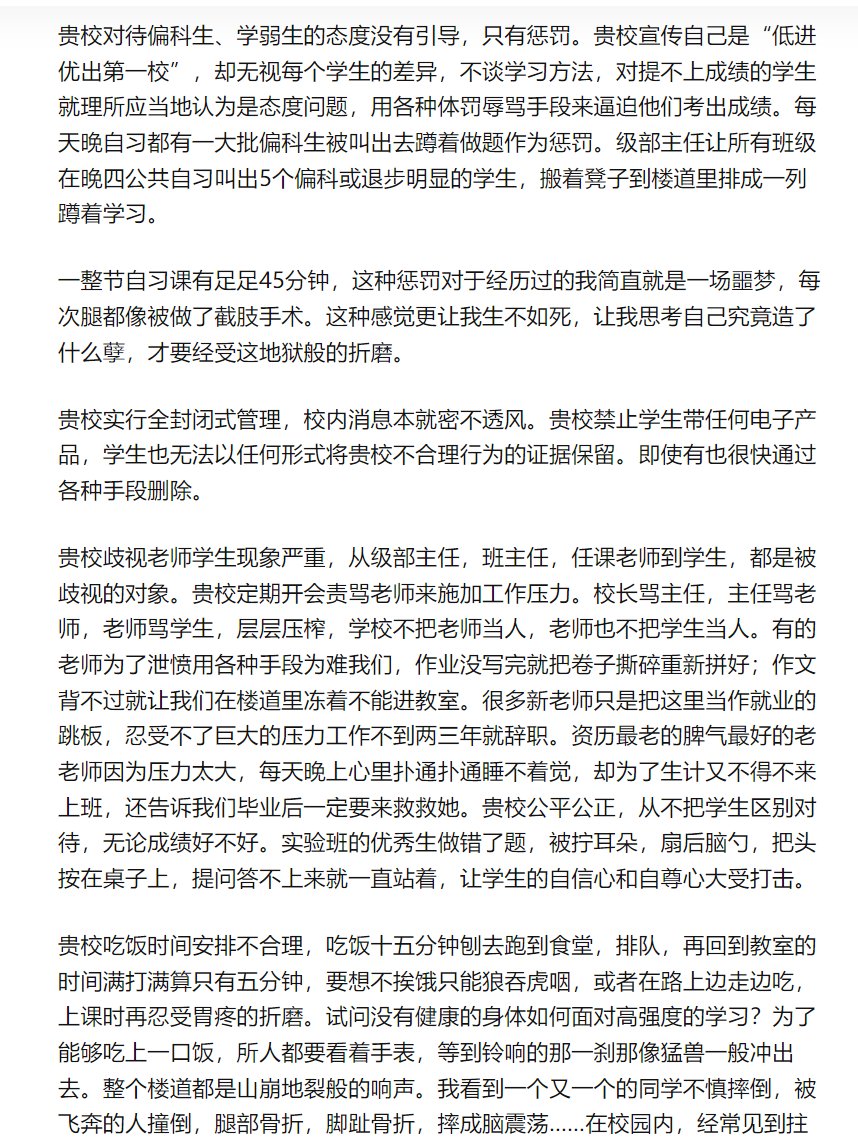 贵校对待偏科生、学弱生的态度没有引导，只有惩罚。贵校宣传自己是“低进
优出第一校”，却无视每个学生的差异，不谈学习方法，对提不上成绩的学生
就理所应当地认为是态度问题，用各种体罚辱骂手段来逼迫他们考出成绩。每
天晚自习都有一大批偏科生被叫出去蹲着做题作为惩罚。级部主任让所有班级
在晚四公共自习叫出5个偏科或退步明显的学生，搬着凳子到楼道里排成一列
蹲着学习。
一整节自习课有足足45分钟，这种惩罚对于经历过的我简直就是一场噩梦，每
次腿都像被做了截肢手术。这种感觉更让我生不如死，让我思考自己究竟造了
什么孽，才要经受这地狱般的折磨。
贵校实行全封闭式管理，校内消息本就密不透风。贵校禁止学生带任何电子产
品，学生也无法以任何形式将贵校不合理行为的证据保留。即使有也很快通过
各种手段删除。
贵校歧视老师学生现象严重，从级部主任，班主任，任课老师到学生，都是被
歧视的对象。贵校定期开会责骂老师来施加工作压力。校长骂主任，主任骂老
师，老师骂学生，层层压榨，学校不把老师当人，老师也不把学生当人。有的
老师为了泄愤用各种手段为难我们，作业没写完就把卷子撕碎重新拼好；作文
背不过就让我们在楼道里冻着不能进教室。很多新老师只是把这里当作就业的
跳板，忍受不了巨大的压力工作不到两三年就辞职。资历最老的脾气最好的老
老师因为压力太大，每天晚上心里扑通扑通睡不着觉，却为了生计又不得不来
上班，还告诉我们毕业后一定要来救救她。贵校公平公正，从不把学生区别对
待，无论成绩好不好。实验班的优秀生做错了题，被拧耳朵，扇后脑勺，把头
按在桌子上，提问答不上来就一直站着，让学生的自信心和自尊心大受打击。
贵校吃饭时间安排不合理，吃饭十五分钟刨去跑到食堂，排队，再回到教室的
时间满打满算只有五分钟，要想不挨饿只能狼吞虎咽，或者在路上边走边吃，
上课时再忍受胃疼的折磨。试问没有健康的身体如何面对高强度的学习？为了
能够吃上一口饭，所人都要看着手表，等到铃响的那一刹那像猛兽一般冲出
去。整个楼道都是山崩地裂般的响声。我看到一个又一个的同学不慎摔倒，被
飞奔的人撞倒，腿部骨折，脚趾骨折，摔成脑震荡......在校园内，经常见到拄